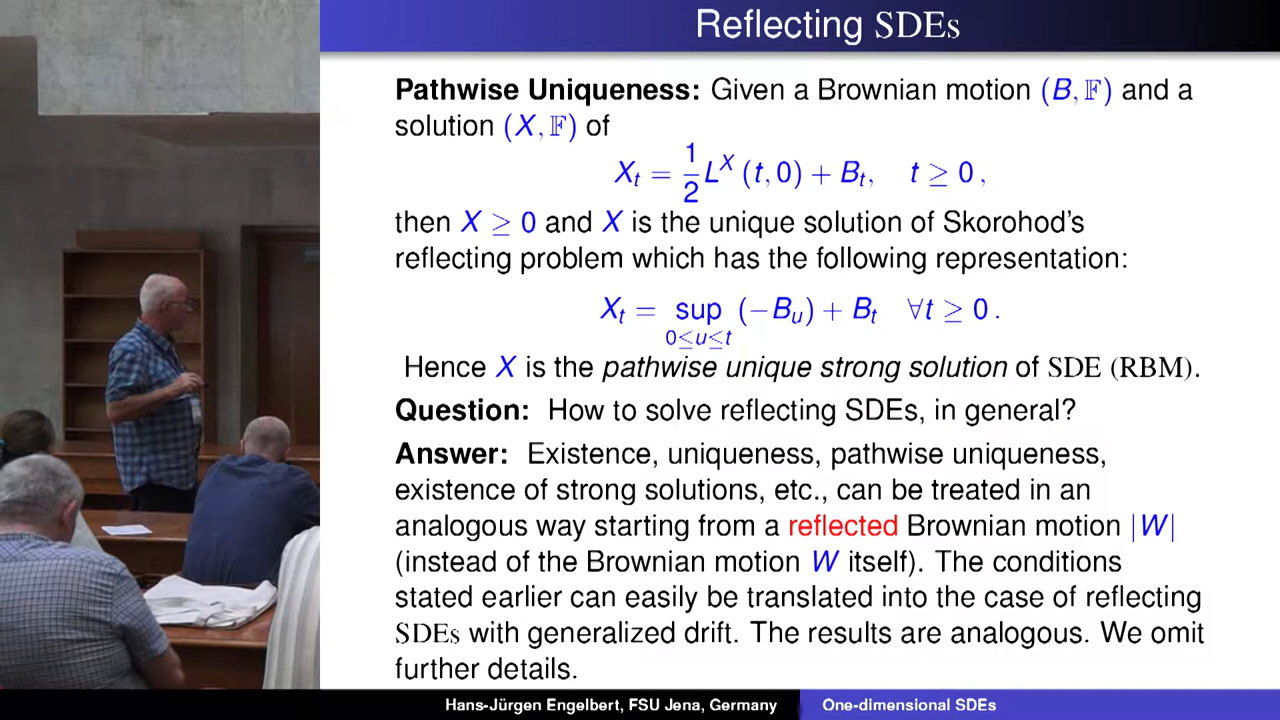 Reflecting SDEs
Pathwise Uniqueness: Given a Brownian motion (B, 𝔽) and a
solution (X, 𝔽) of
X_t = \frac{1}{2} L^X (t, 0) + B_t, t ≥ 0 ,
then X ≥ 0 and X is the unique solution of Skorohod's
reflecting problem which has the following representation:
X_t = \sup_{0≤u≤t} (−B_u) + B_t ∀t ≥ 0 .
Hence X is the pathwise unique strong solution of SDE (RBM).
Question: How to solve reflecting SDEs, in general?
Answer: Existence, uniqueness, pathwise uniqueness,
existence of strong solutions, etc., can be treated in an
analogous way starting from a reflected Brownian motion |W|
(instead of the Brownian motion W itself). The conditions
stated earlier can easily be translated into the case of reflecting
SDEs with generalized drift. The results are analogous. We omit
further details.
Hans-Jürgen Engelbert, FSU Jena, Germany One-dimensional SDEs